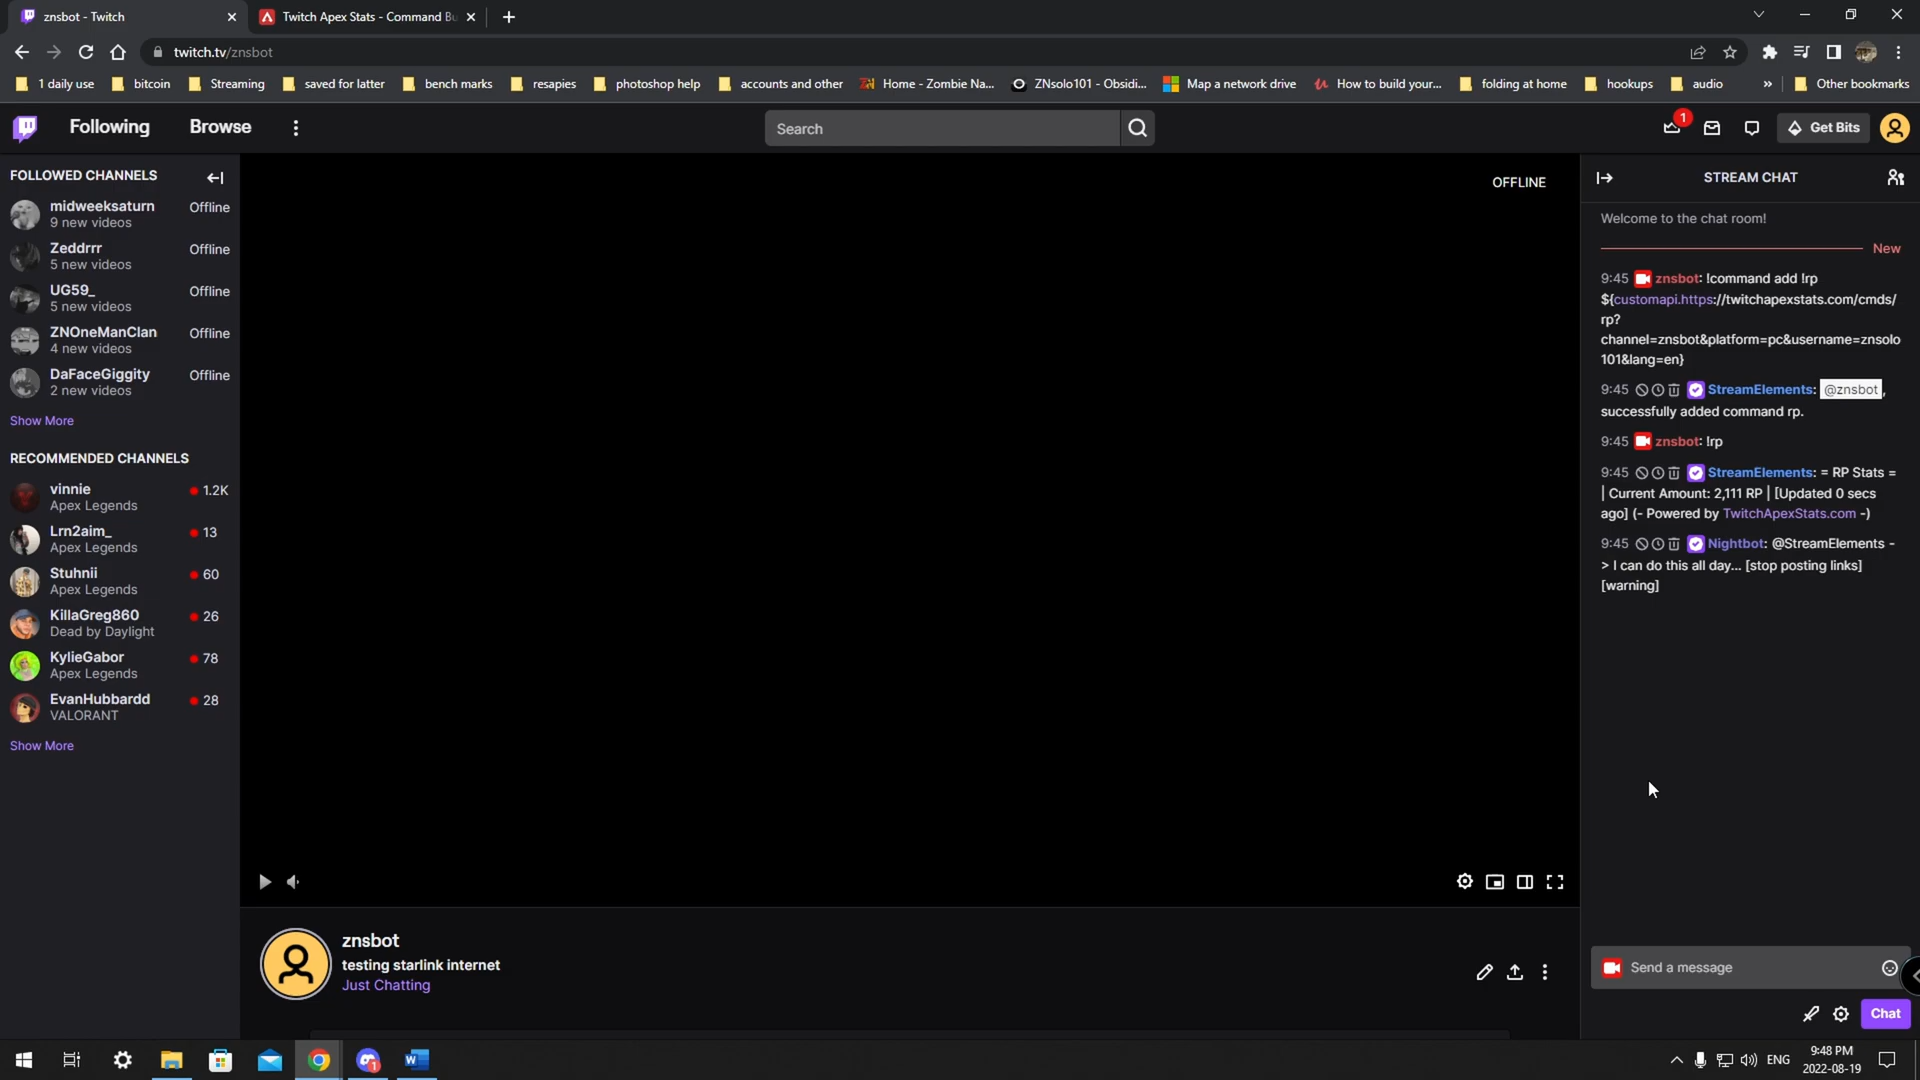 znsbot - Twitch
Twitch Apex Stats - Command Bu
twitch.tv/znsbot
1 daily use
bitcoin
Streaming
saved for latter
bench marks
resapies
photoshop help
accounts and other
Home - Zombie Na...
ZNsolo101 - Obsidi...
Map a network drive
How to build your...
folding at home
hookups
audio
»
Other bookmarks
Following
Browse
Search
1
Get Bits
FOLLOWED CHANNELS
midweeksaturn
Offline
9 new videos
Zeddrrr
Offline
5 new videos
UG59_
Offline
5 new videos
ZNOneManClan
Offline
4 new videos
DaFaceGiggity
Offline
2 new videos
Show More
RECOMMENDED CHANNELS
vinnie
1.2K
Apex Legends
Lrn2aim_
13
Apex Legends
Stuhnii
60
Apex Legends
KillaGreg860
26
Dead by Daylight
KylieGabor
78
Apex Legends
EvanHubbardd
28
VALORANT
Show More
OFFLINE
znsbot
testing starlink internet
Just Chatting
STREAM CHAT
Welcome to the chat room!
New
9:45 znsbot: !command add !rp
${customapi.https://twitchapexstats.com/cmds/
rp?
channel=znsbot&platform=pc&username=znsolo
101&lang=en}
9:45 StreamElements: @znsbot,
successfully added command rp.
9:45 znsbot: !rp
9:45 StreamElements: = RP Stats =
| Current Amount: 2,111 RP | [Updated 0 secs
ago] (- Powered by TwitchApexStats.com -)
9:45 Nightbot: @StreamElements -
> I can do this all day... [stop posting links]
[warning]
Send a message
Chat
1
W
ENG
9:48 PM
2022-08-19